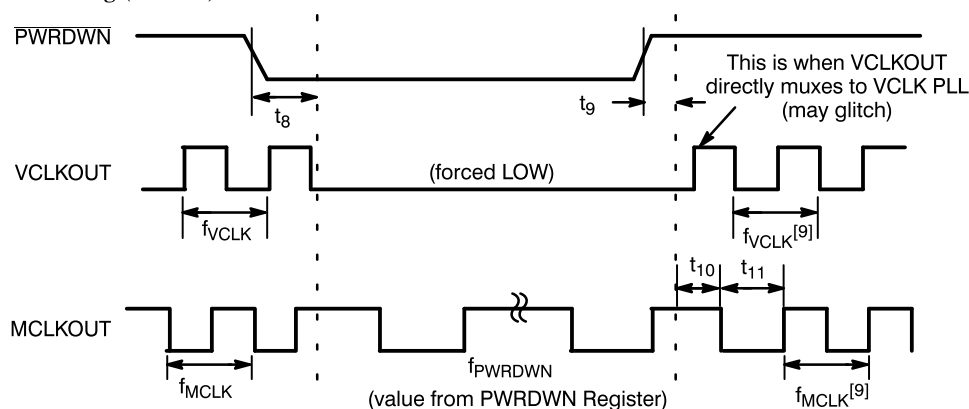 PWRDWN
This is when VCLKOUT
directly muxes to VCLK PLL
(may glitch)
t8
t9
VCLKOUT
(forced LOW)
fVCLK
fVCLK[9]
t10
t11
MCLKOUT
fMCLK
fPWRDWN
(value from PWRDWN Register)
fMCLK[9]